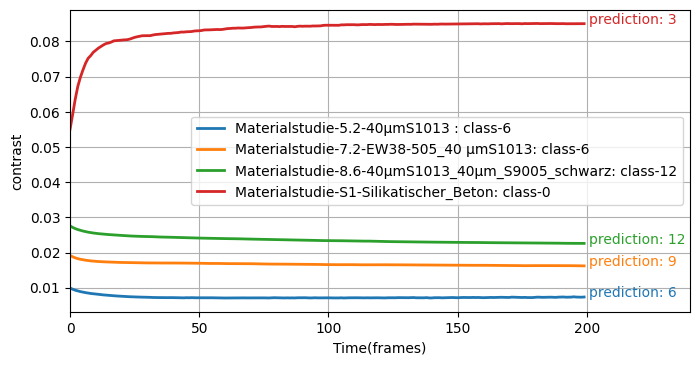 prediction: 3
0.08
0.07
0.06
0.05
0.04
0.03
0.02
0.01
contrast
Materialstudie-5.2-40μmS1013 : class-6
Materialstudie-7.2-EW38-505_40 μmS1013: class-6
Materialstudie-8.6-40μmS1013_40μm_S9005_schwarz: class-12
Materialstudie-S1-Silikatischer_Beton: class-0
prediction: 12
prediction: 9
prediction: 6
0 50 100 150 200
Time(frames)